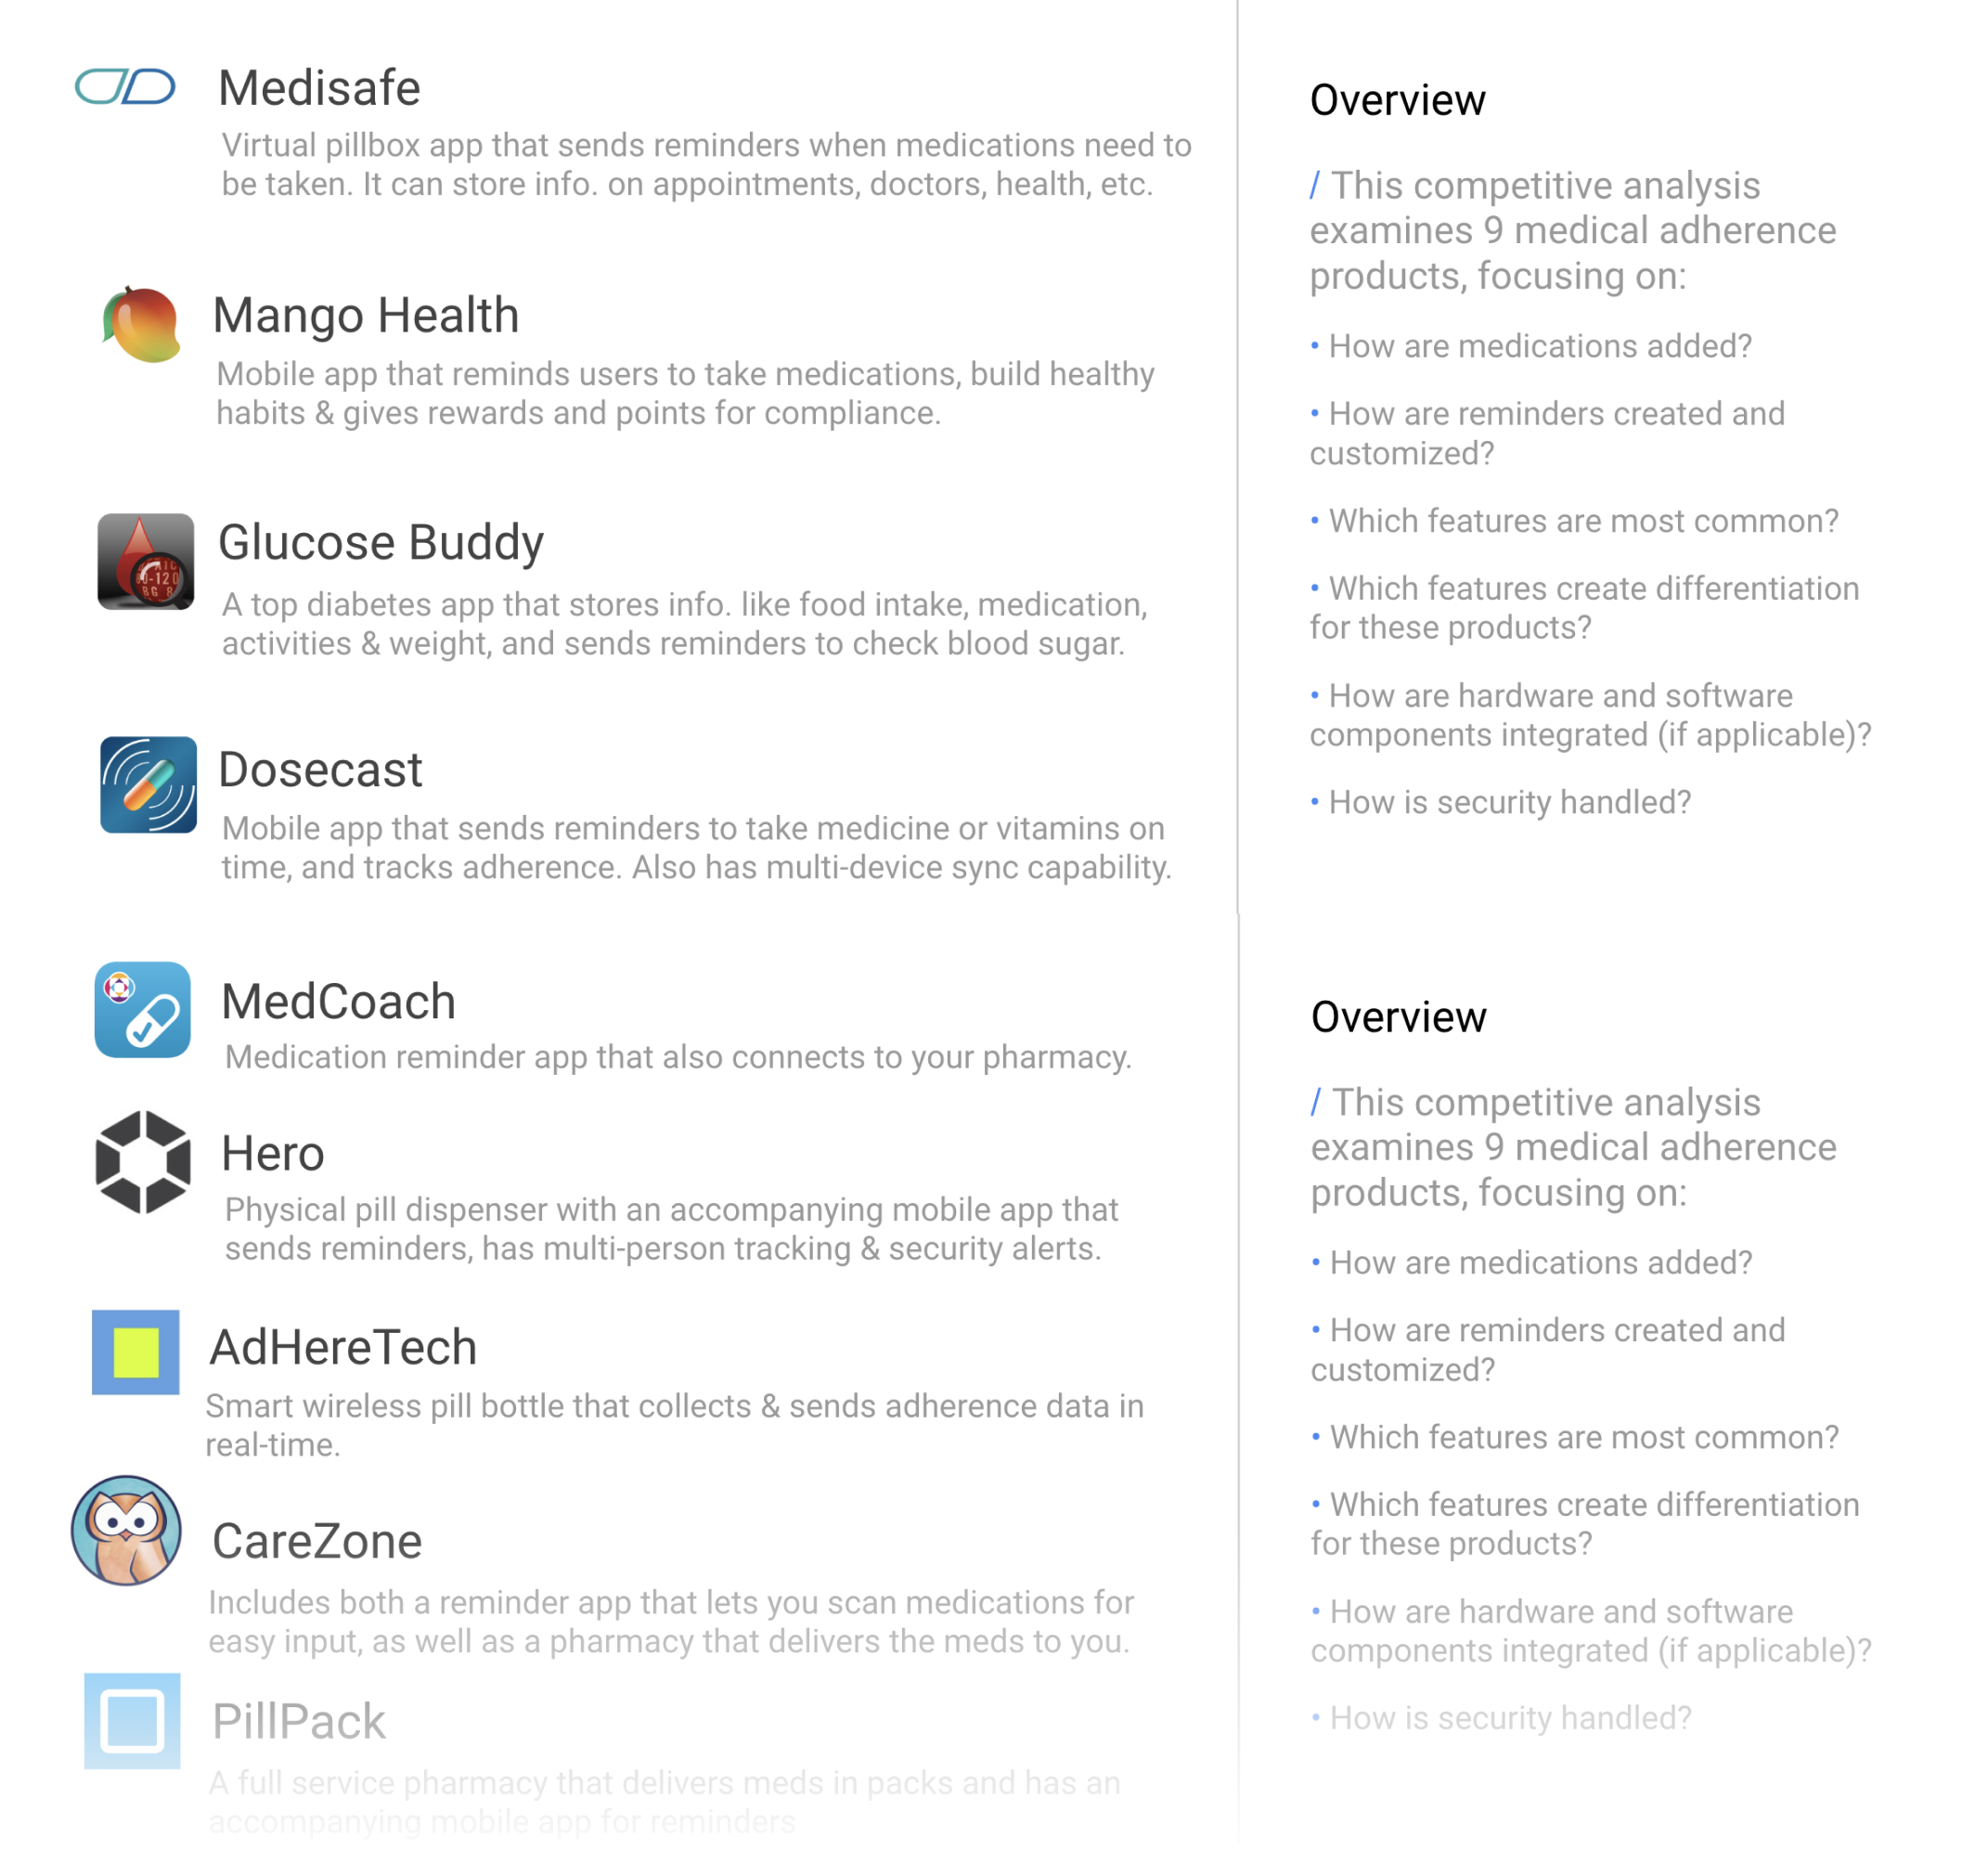 Medisafe
Virtual pillbox app that sends reminders when medications need to
be taken. It can store info. on appointments, doctors, health, etc.
Mango Health
Mobile app that reminds users to take medications, build healthy
habits & gives rewards and points for compliance.
Glucose Buddy
A top diabetes app that stores info. like food intake, medication,
activities & weight, and sends reminders to check blood sugar.
Dosecast
Mobile app that sends reminders to take medicine or vitamins on
time, and tracks adherence. Also has multi-device sync capability.
Overview
/ This competitive analysis
examines 9 medical adherence
products, focusing on:
• How are medications added?
• How are reminders created and
customized?
• Which features are most common?
• Which features create differentiation
for these products?
• How are hardware and software
components integrated (if applicable)?
• How is security handled?
MedCoach
Medication reminder app that also connects to your pharmacy.
Hero
Physical pill dispenser with an accompanying mobile app that
sends reminders, has multi-person tracking & security alerts.
AdHereTech
Smart wireless pill bottle that collects & sends adherence data in
real-time.
CareZone
Includes both a reminder app that lets you scan medications for
easy input, as well as a pharmacy that delivers the meds to you.
PillPack
A full service pharmacy that delivers meds in packs and has an
accompanying mobile app for reminders
Overview
/ This competitive analysis
examines 9 medical adherence
products, focusing on:
• How are medications added?
• How are reminders created and
customized?
• Which features are most common?
• Which features create differentiation
for these products?
• How are hardware and software
components integrated (if applicable)?
• How is security handled?